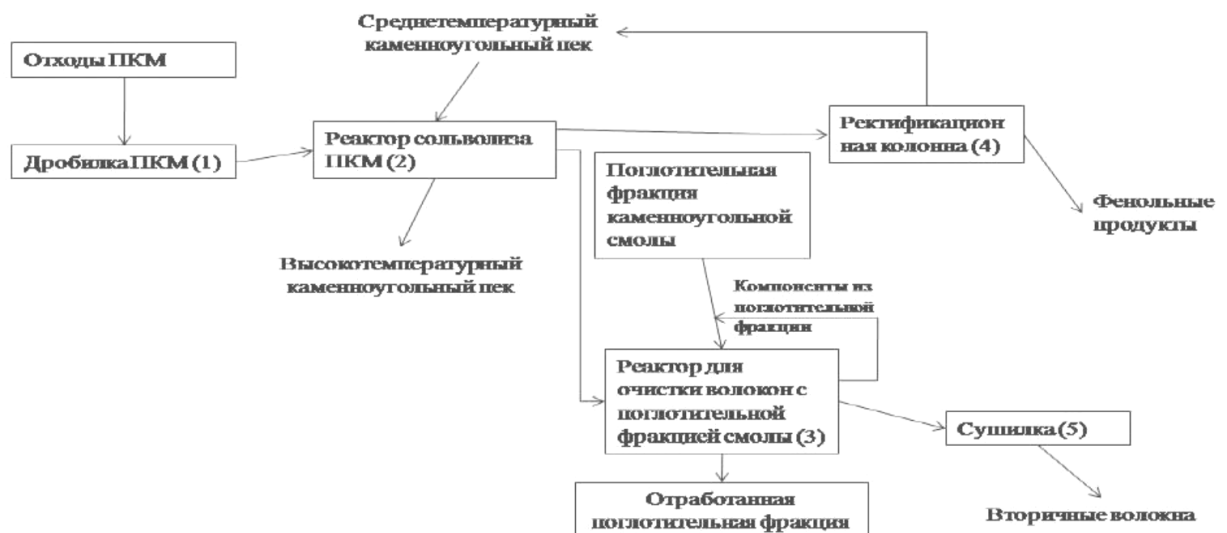 Среднетемпературный
каменноугольный пек
Отходы ПКМ
Дробилка ПКМ (1)
Реактор сольволиза
ПКМ (2)
Ректификацион
ная колонна (4)
Поглотительная
фракция
каменноугольной
смолы
Фенольные
продукты
Высокотемпературный
каменноугольный пек
Компоненты из
поглотительной
фракции
Реактор для
очистки волокон с
поглотительной
фракцией смолы (3)
Сушилка (5)
Отработанная
поглотительная фракция
Вторичные волокна